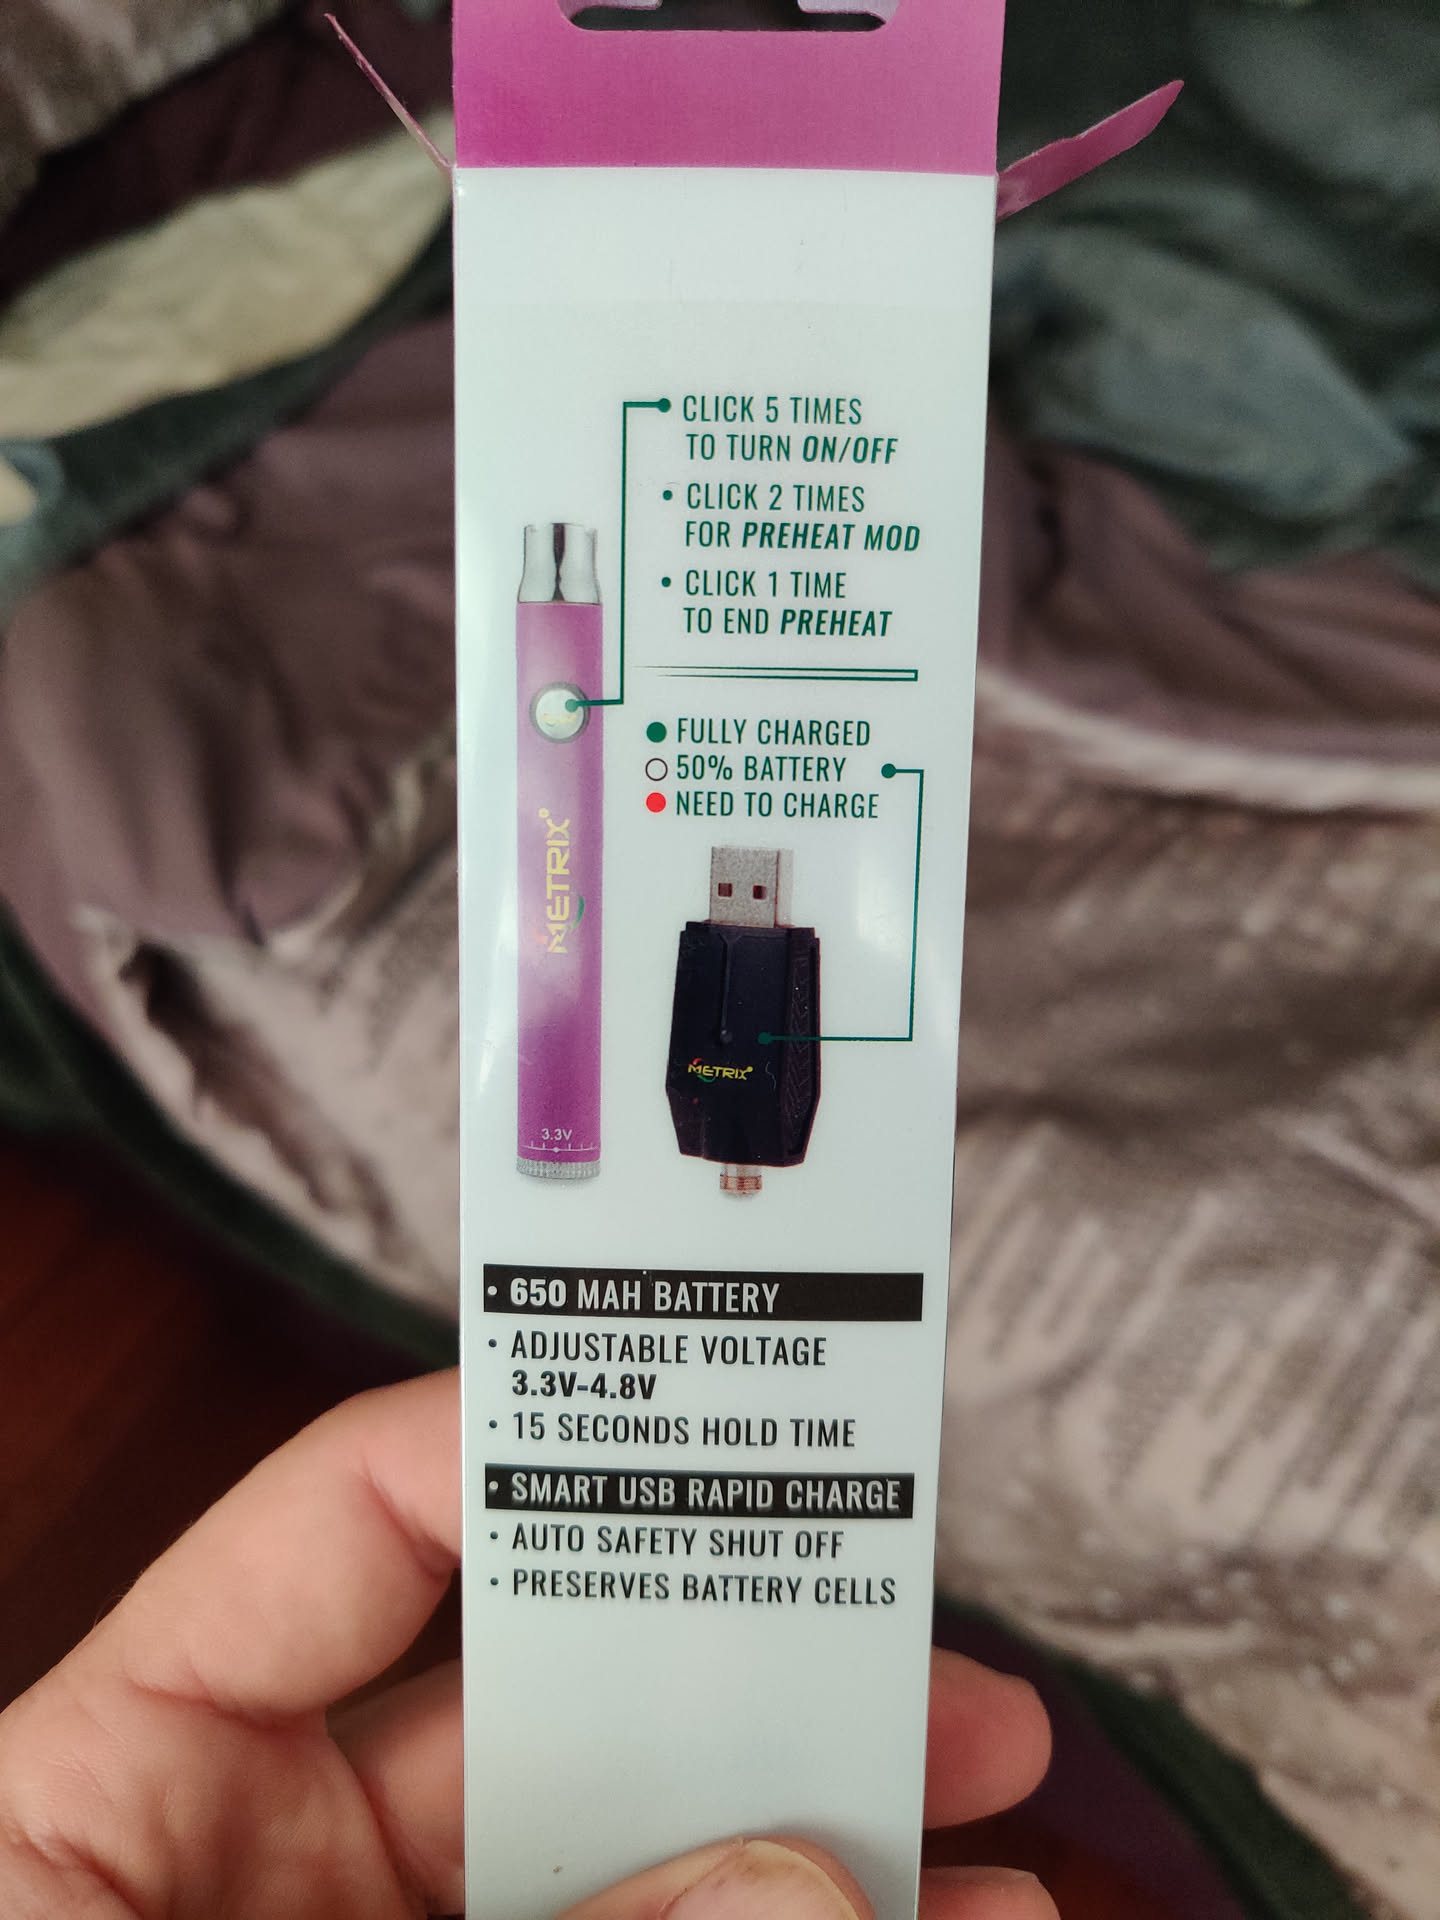 CLICK 5 TIMES
TO TURN ON/OFF
• CLICK 2 TIMES
FOR PREHEAT MOD
• CLICK 1 TIME
TO END PREHEAT
FULLY CHARGED
50% BATTERY
NEED TO CHARGE
METRIX
3.3V
METRIX
• 650 MAH BATTERY
• ADJUSTABLE VOLTAGE
3.3V-4.8V
• 15 SECONDS HOLD TIME
• SMART USB RAPID CHARGE
• AUTO SAFETY SHUT OFF
• PRESERVES BATTERY CELLS